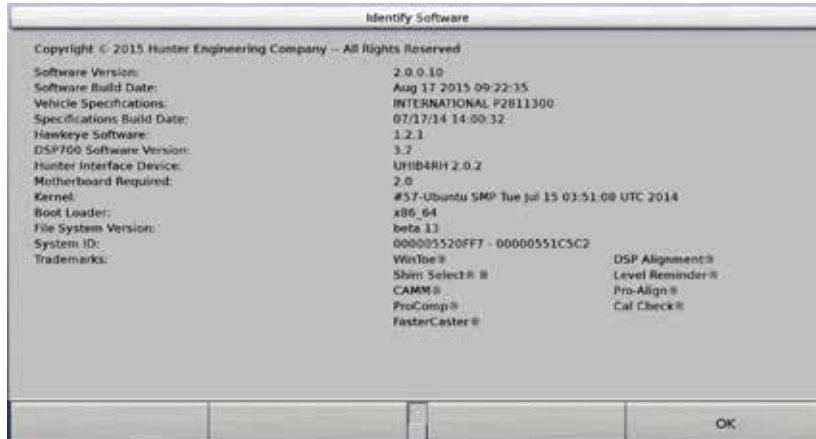 Identify Software
Copyright © 2015 Hunter Engineering Company -- All Rights Reserved
Software Version: 2.0.0.10
Software Build Date: Aug 17 2015 09:22:35
Vehicle Specifications: INTERNATIONAL P2811300
Specifications Build Date: 07/17/14 14:00:32
Hawkeye Software: 1.2.1
DSP700 Software Version: 3.7
Hunter Interface Device: UHIB4RH 2.0.2
Motherboard Required: 2.0
Kernel: #57-Ubuntu SMP Tue Jul 15 03:51:08 UTC 2014
Boot Loader: x86_64
File System Version: beta 13
System ID: 000005520FF7 - 00000551C5C2
Trademarks: WinToe® DSP Alignment®
Shim Select® II Level Reminder®
CAMM® Pro-Align®
ProComp® Cal Check®
FasterCaster®
OK